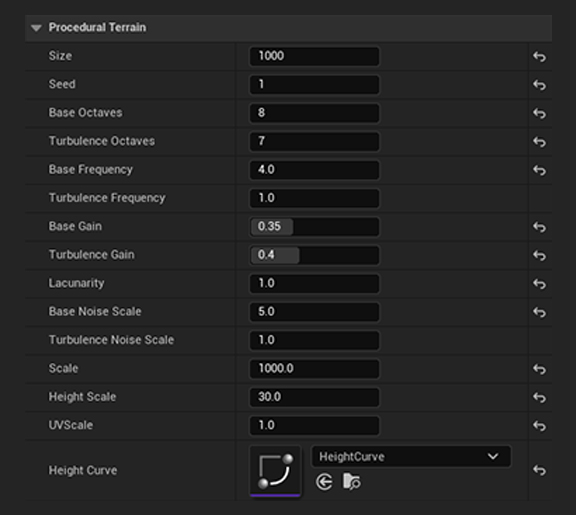 Procedural Terrain
Size 1000
Seed 1
Base Octaves 8
Turbulence Octaves 7
Base Frequency 4.0
Turbulence Frequency 1.0
Base Gain 0.35
Turbulence Gain 0.4
Lacunarity 1.0
Base Noise Scale 5.0
Turbulence Noise Scale 1.0
Scale 1000.0
Height Scale 30.0
UVScale 1.0
Height Curve HeightCurve